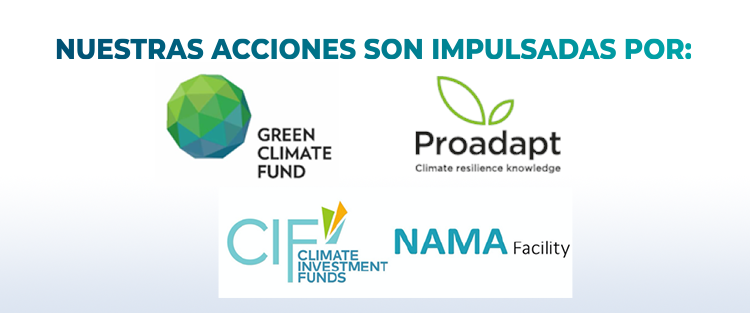 NUESTRAS ACCIONES SON IMPULSADAS POR:
GREEN
CLIMATE
FUND
Proadapt
Climate resilience knowledge
CIF
CLIMATE
INVESTMENT
FUNDS
NAMA Facility